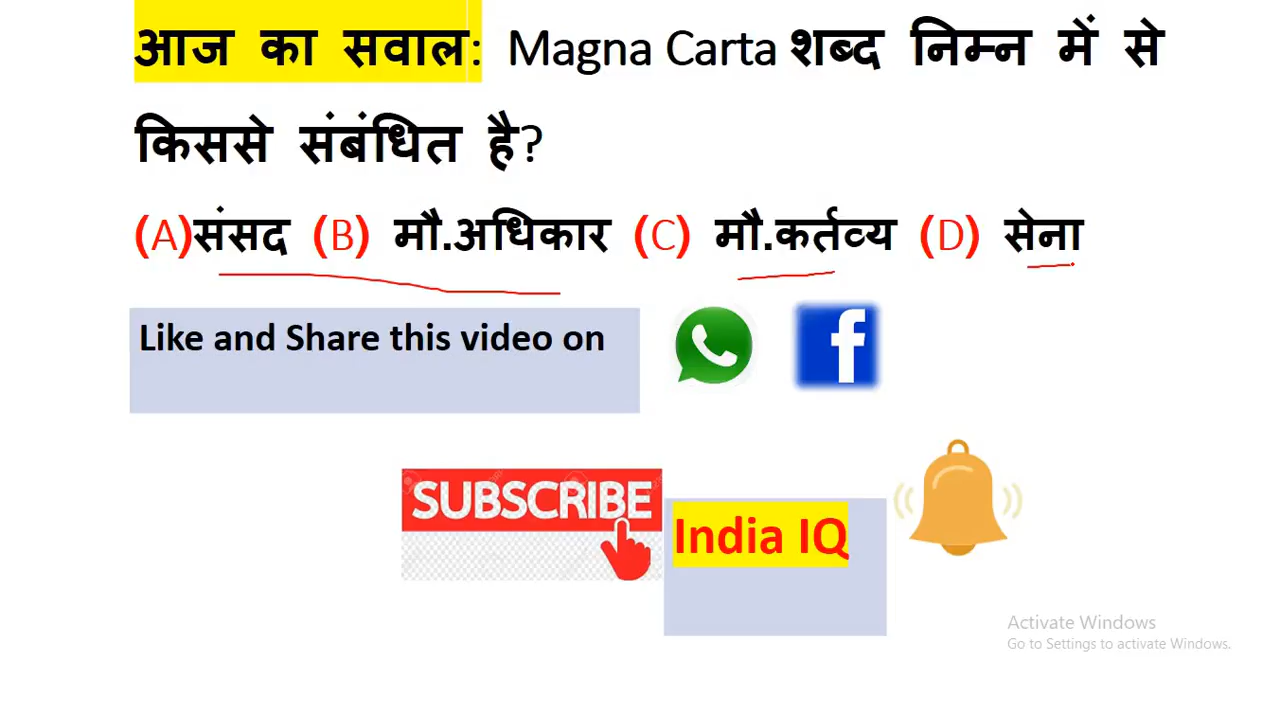 आज का सवाल: Magna Carta शब्द निम्न में से
किससे संबंधित है?
(A)संसद (B) मौ.अधिकार (C) मौ.कर्तव्य (D) सेना
Like and Share this video on
SUBSCRIBE
India IQ
Activate Windows
Go to Settings to activate Windows.